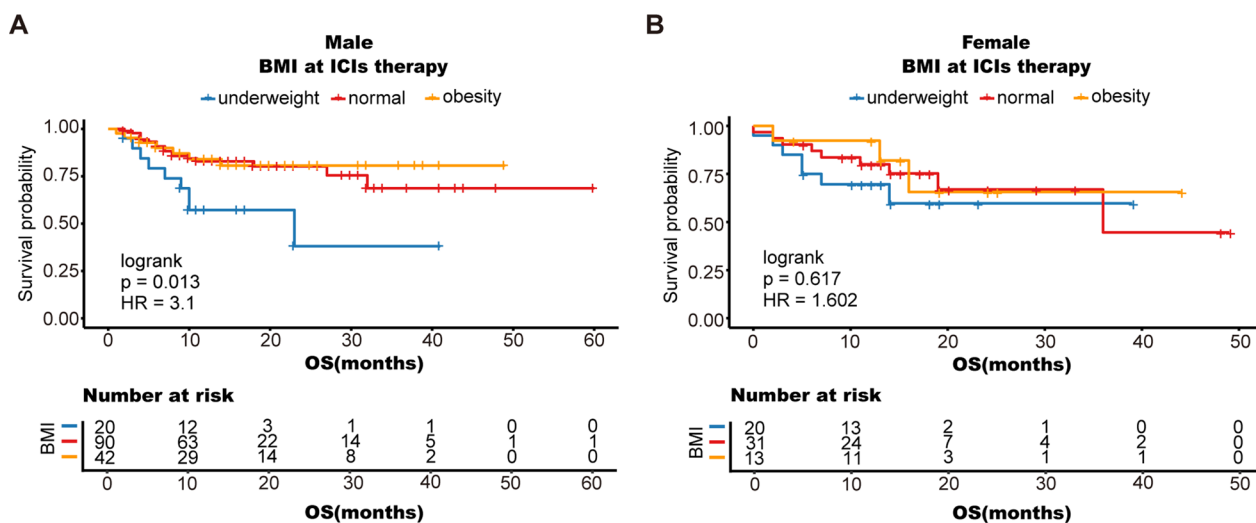 A
Male
BMI at ICIs therapy
underweight normal obesity
1.00
0.75
0.50
0.25
0.00
Survival probability
logrank
p = 0.013
HR = 3.1
0 10 20 30 40 50 60
OS(months)
Number at risk
BMI
20 12 3 1 1 0 0
90 63 22 14 5 1 1
42 29 14 8 2 0 0
0 10 20 30 40 50 60
OS(months)
B
Female
BMI at ICIs therapy
underweight normal obesity
1.00
0.75
0.50
0.25
0.00
Survival probability
logrank
p = 0.617
HR = 1.602
0 10 20 30 40 50
OS(months)
Number at risk
BMI
20 13 2 1 0 0
31 24 7 4 2 0
13 11 3 1 1 0
0 10 20 30 40 50
OS(months)